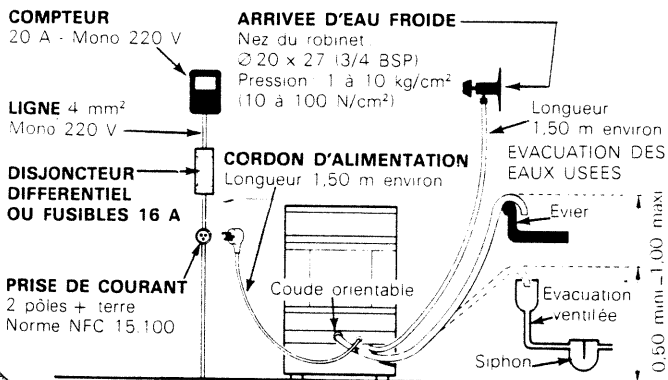 COMPTEUR
20 A - Mono 220 V
LIGNE 4 mm²
Mono 220 V
DISJONCTEUR
DIFFERENTIEL
OU FUSIBLES 16 A
PRISE DE COURANT
2 pôles + terre
Norme NFC 15.100
ARRIVEE D'EAU FROIDE
Nez du robinet
Ø 20 x 27 (3/4 BSP)
Pression 1 à 10 kg/cm²
(10 à 100 N/cm²)
CORDON D'ALIMENTATION
Longueur 1,50 m environ
Coude orientable
Longueur
1,50 m environ
EVACUATION DES
EAUX USEES
Evier
Evacuation
ventilée
Siphon
0,50 mini - 1,00 maxi